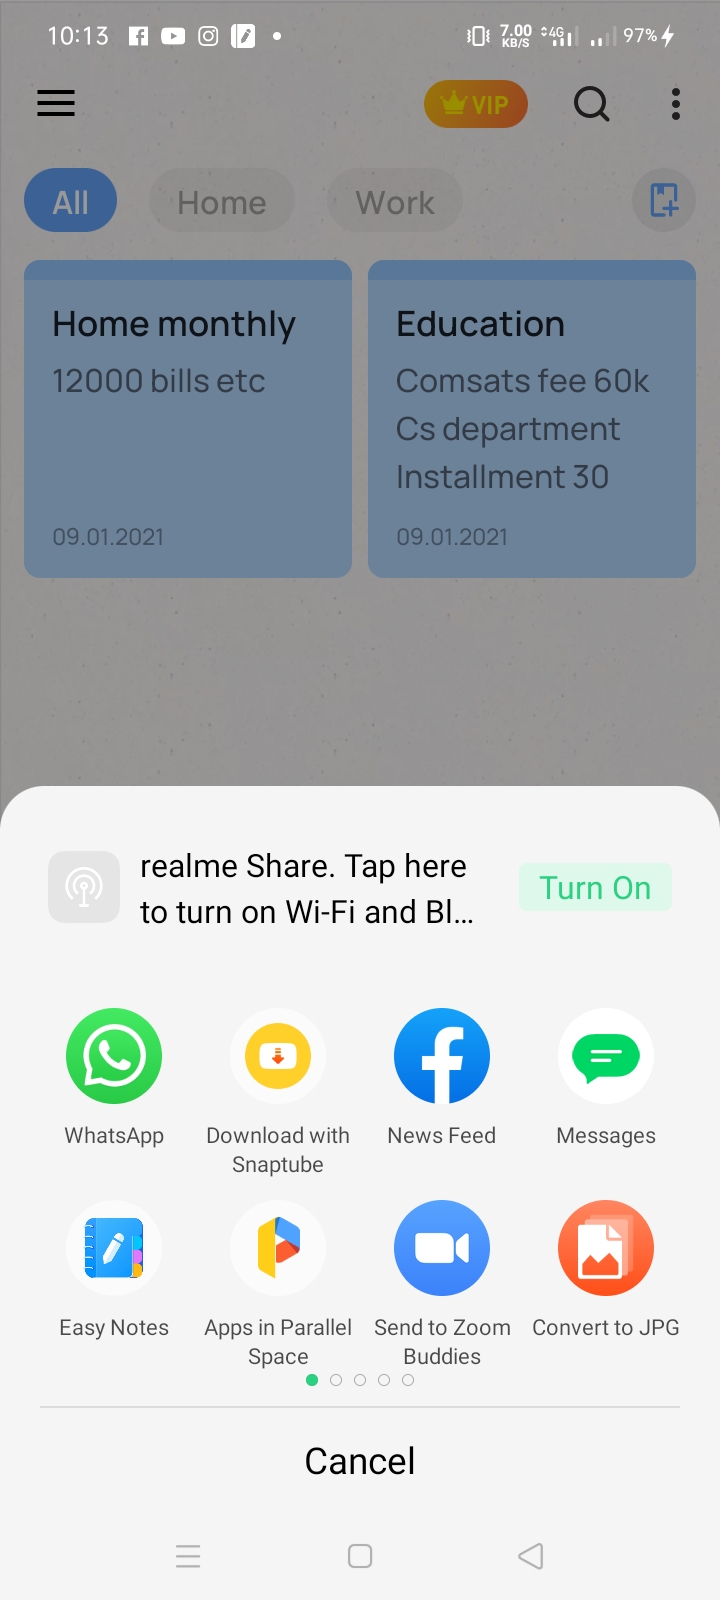 10:13 7.00 KB/S 4G 97%
VIP
All Home Work
Home monthly
12000 bills etc
09.01.2021
Education
Comsats fee 60k
Cs department
Installment 30
09.01.2021
realme Share. Tap here
to turn on Wi-Fi and Bl...
Turn On
WhatsApp
Download with
Snaptube
News Feed
Messages
Easy Notes
Apps in Parallel
Space
Send to Zoom
Buddies
Convert to JPG
Cancel